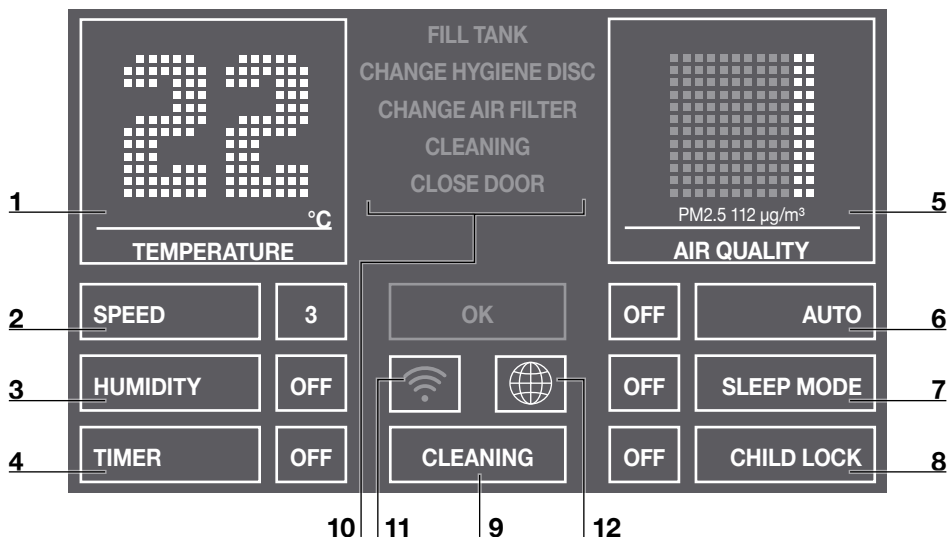 22
°C
TEMPERATURE
FILL TANK
CHANGE HYGIENE DISC
CHANGE AIR FILTER
CLEANING
CLOSE DOOR
PM2.5 112 µg/m³
AIR QUALITY
1
5
SPEED 3
OK
OFF AUTO
2
6
HUMIDITY OFF
OFF SLEEP MODE
3
7
TIMER OFF
CLEANING
OFF CHILD LOCK
4
8
10 11 9 12